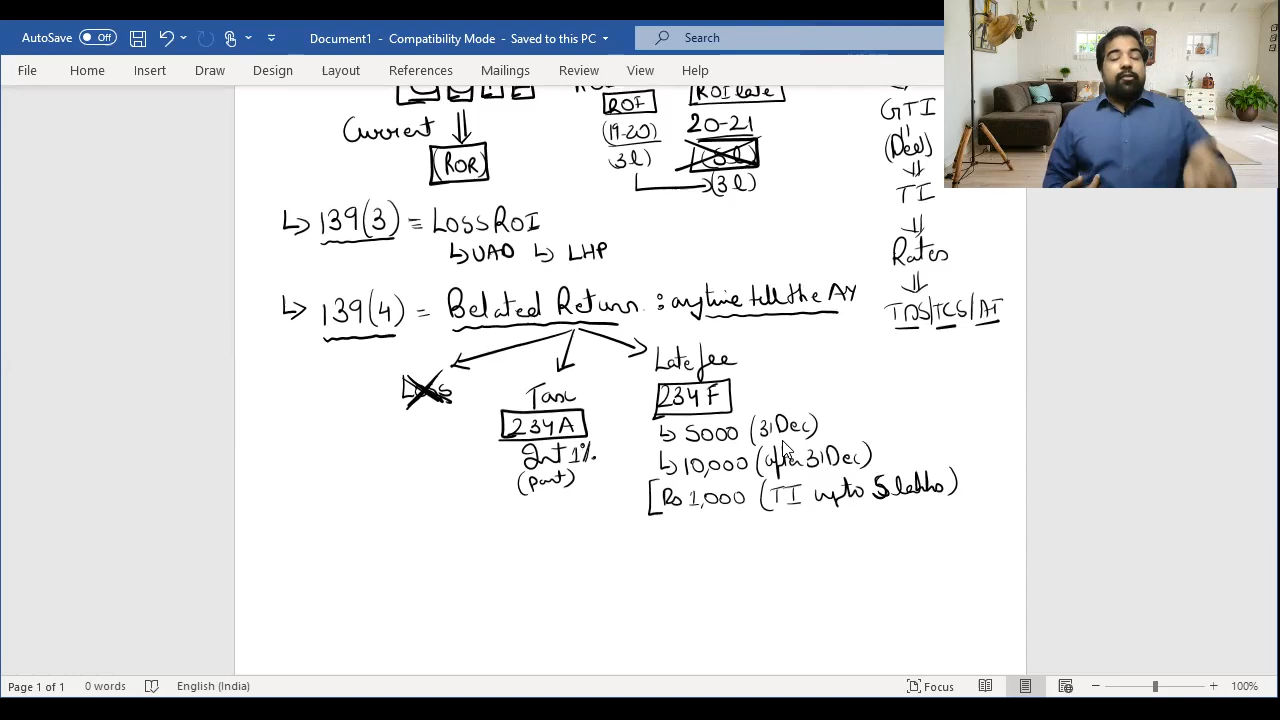 AutoSave Off Document1 - Compatibility Mode - Saved to this PC Search
File Home Insert Draw Design Layout References Mailings Review View Help
ROI late
Current
(ROR)
ROI
(19-20)
(3l)
20-21
(3l)
GTI
(Ded)
TI
Rates
TDS/TCS/AT
↳ 139(3) = Loss ROI
↳ UAD ↳ LHP
↳ 139(4) = Belated Return : anytime till the AY
Loss
Tax
234A
Int 1%
(part)
Late fee
234F
↳ 5000 (31 Dec)
↳ 10,000 (after 31 Dec)
[Rs 1,000 (TI upto 5 lakhs)
Page 1 of 1 0 words English (India) Focus 100%